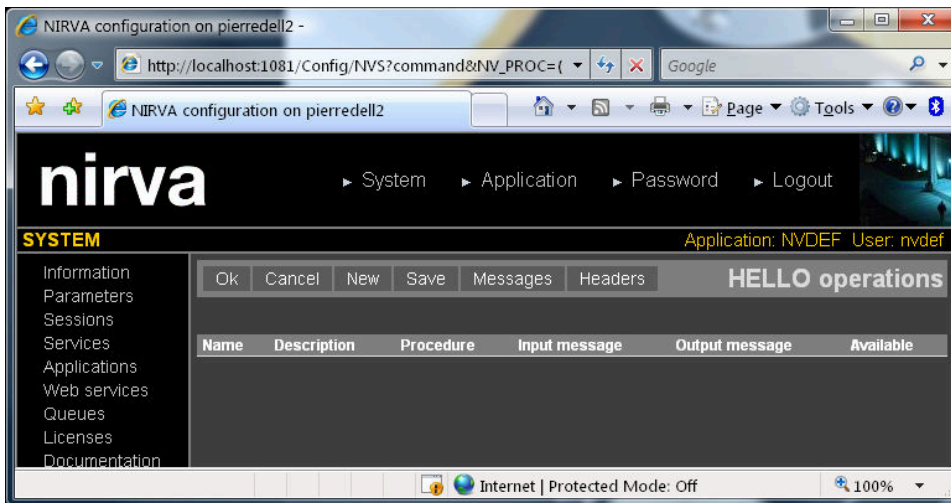 NIRVA configuration on pierredell2 -
http://localhost:1081/Config/NVS?command&NV_PROC=(
Google
NIRVA configuration on pierredell2
Page
Tools
nirva
System
Application
Password
Logout
SYSTEM
Application: NVDEF User: nvdef
Information
Parameters
Sessions
Services
Applications
Web services
Queues
Licenses
Documentation
Ok Cancel New Save Messages Headers
HELLO operations
Name Description Procedure Input message Output message Available
Internet | Protected Mode: Off
100%